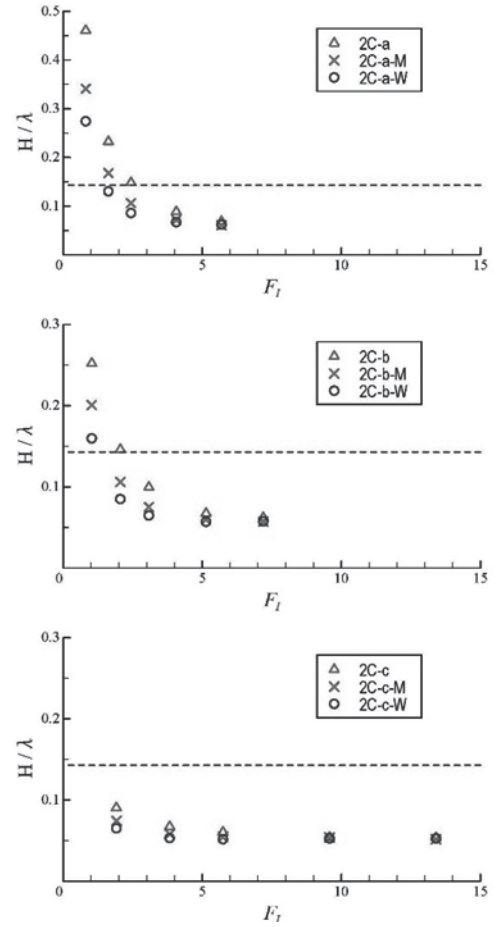 0.5
0.4
0.3
0.2
0.1
H / λ
2C-a
2C-a-M
2C-a-W
0 5 10 15
F_I
0.3
0.2
0.1
H / λ
2C-b
2C-b-M
2C-b-W
0 5 10 15
F_I
0.3
0.2
0.1
H / λ
2C-c
2C-c-M
2C-c-W
0 5 10 15
F_I